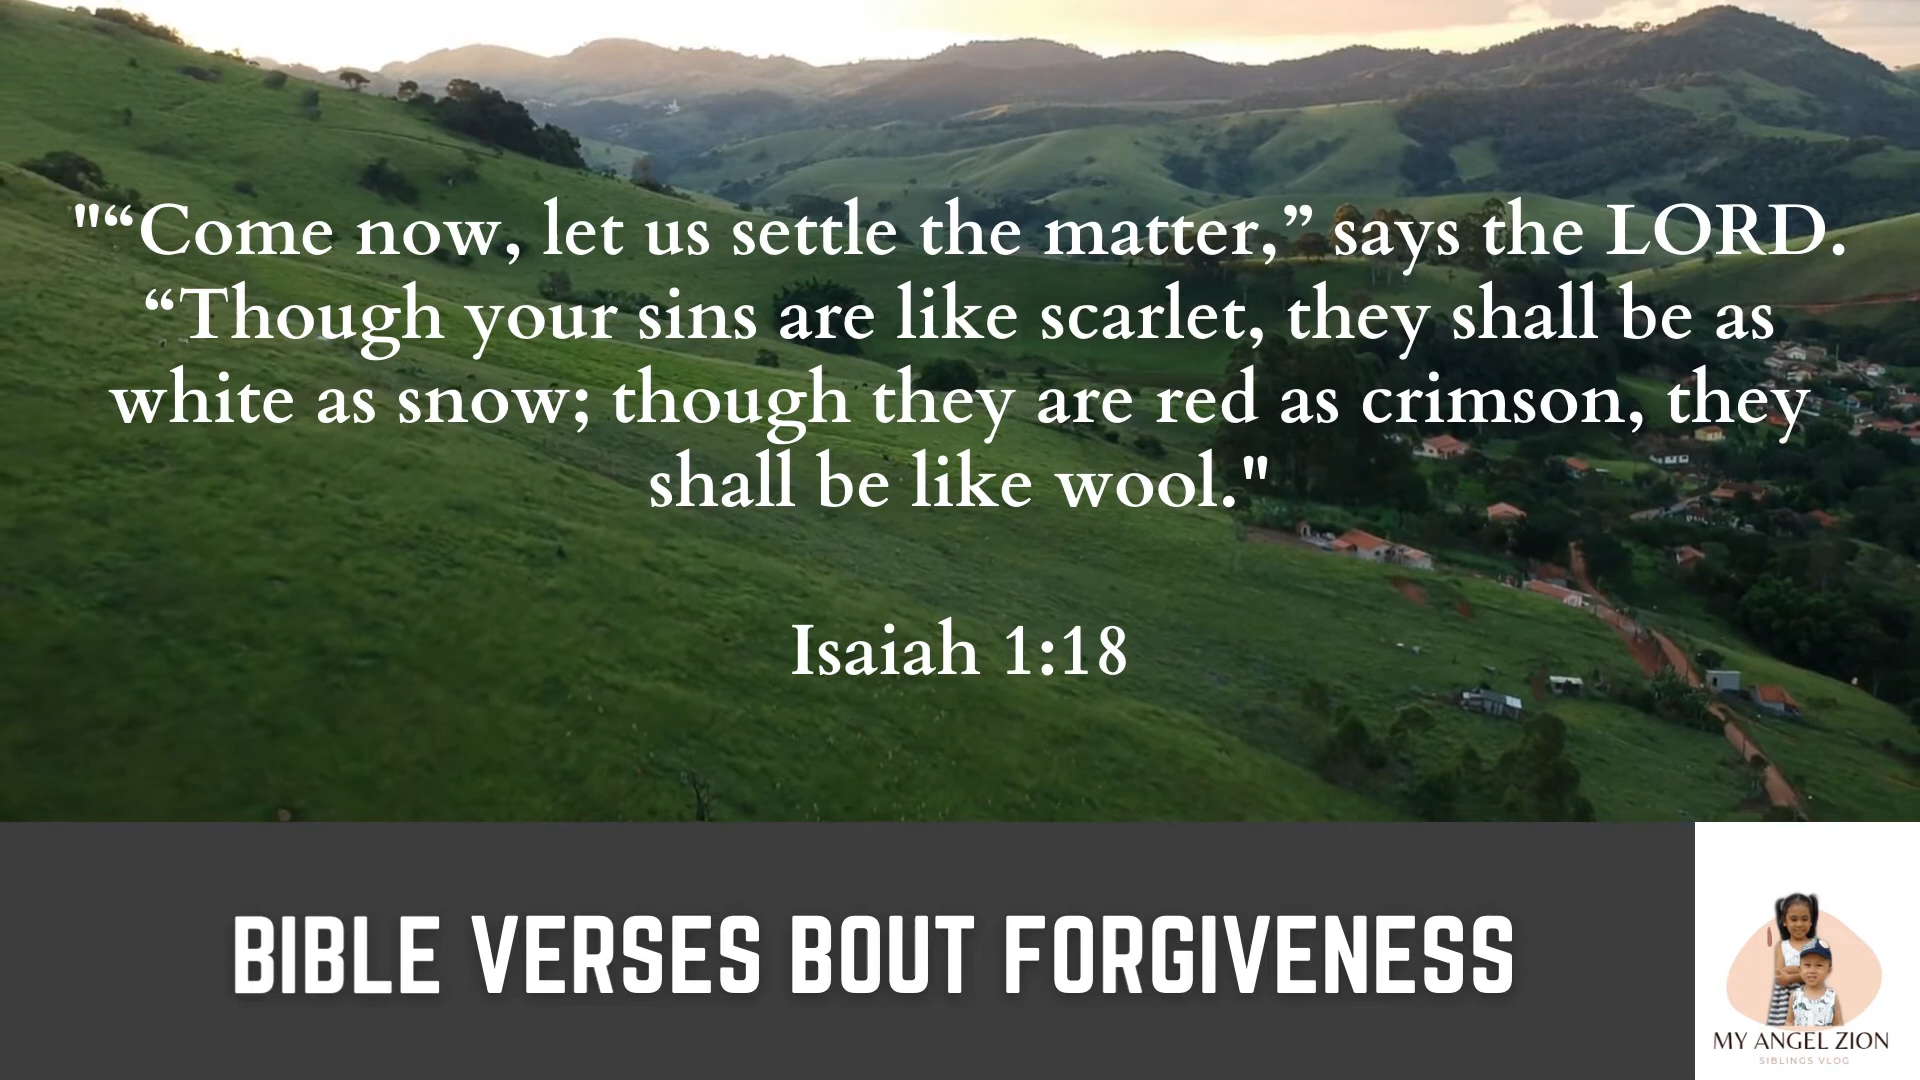 "“Come now, let us settle the matter,” says the LORD.
“Though your sins are like scarlet, they shall be as
white as snow; though they are red as crimson, they
shall be like wool."
Isaiah 1:18
BIBLE VERSES BOUT FORGIVENESS
MY ANGEL ZION
SIBLINGS VLOG